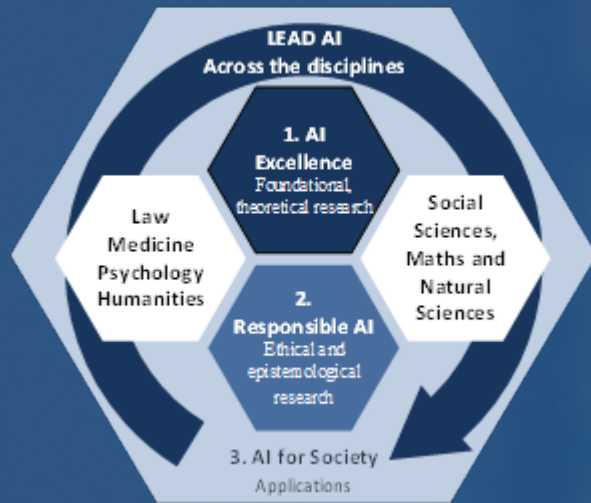 LEAD AI
Across the disciplines
1. AI
Excellence
Foundational,
theoretical research
Law
Medicine
Psychology
Humanities
Social
Sciences,
Maths and
Natural
Sciences
2.
Responsible AI
Ethical and
epistemological
research
3. AI for Society
Applications